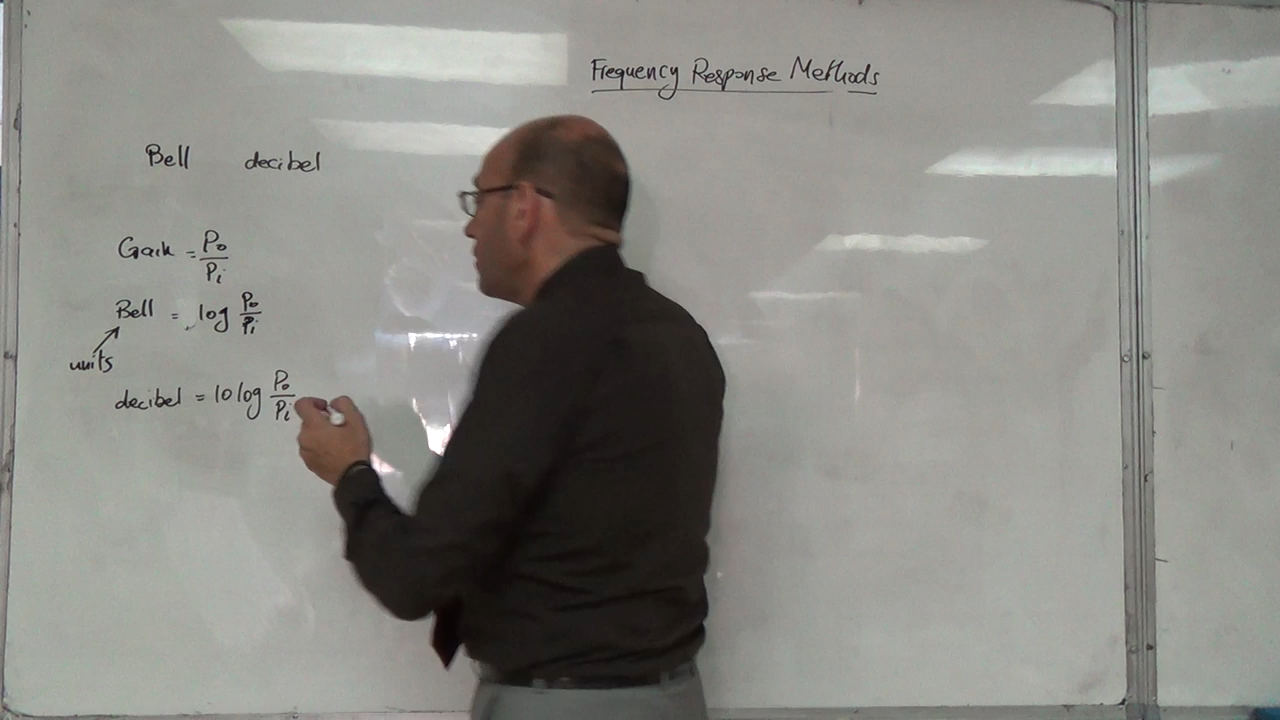 Frequency Response Methods
Bell decibel
Gain = Po/Pi
Bell = log Po/Pi
units
decibel = 10 log Po/Pi